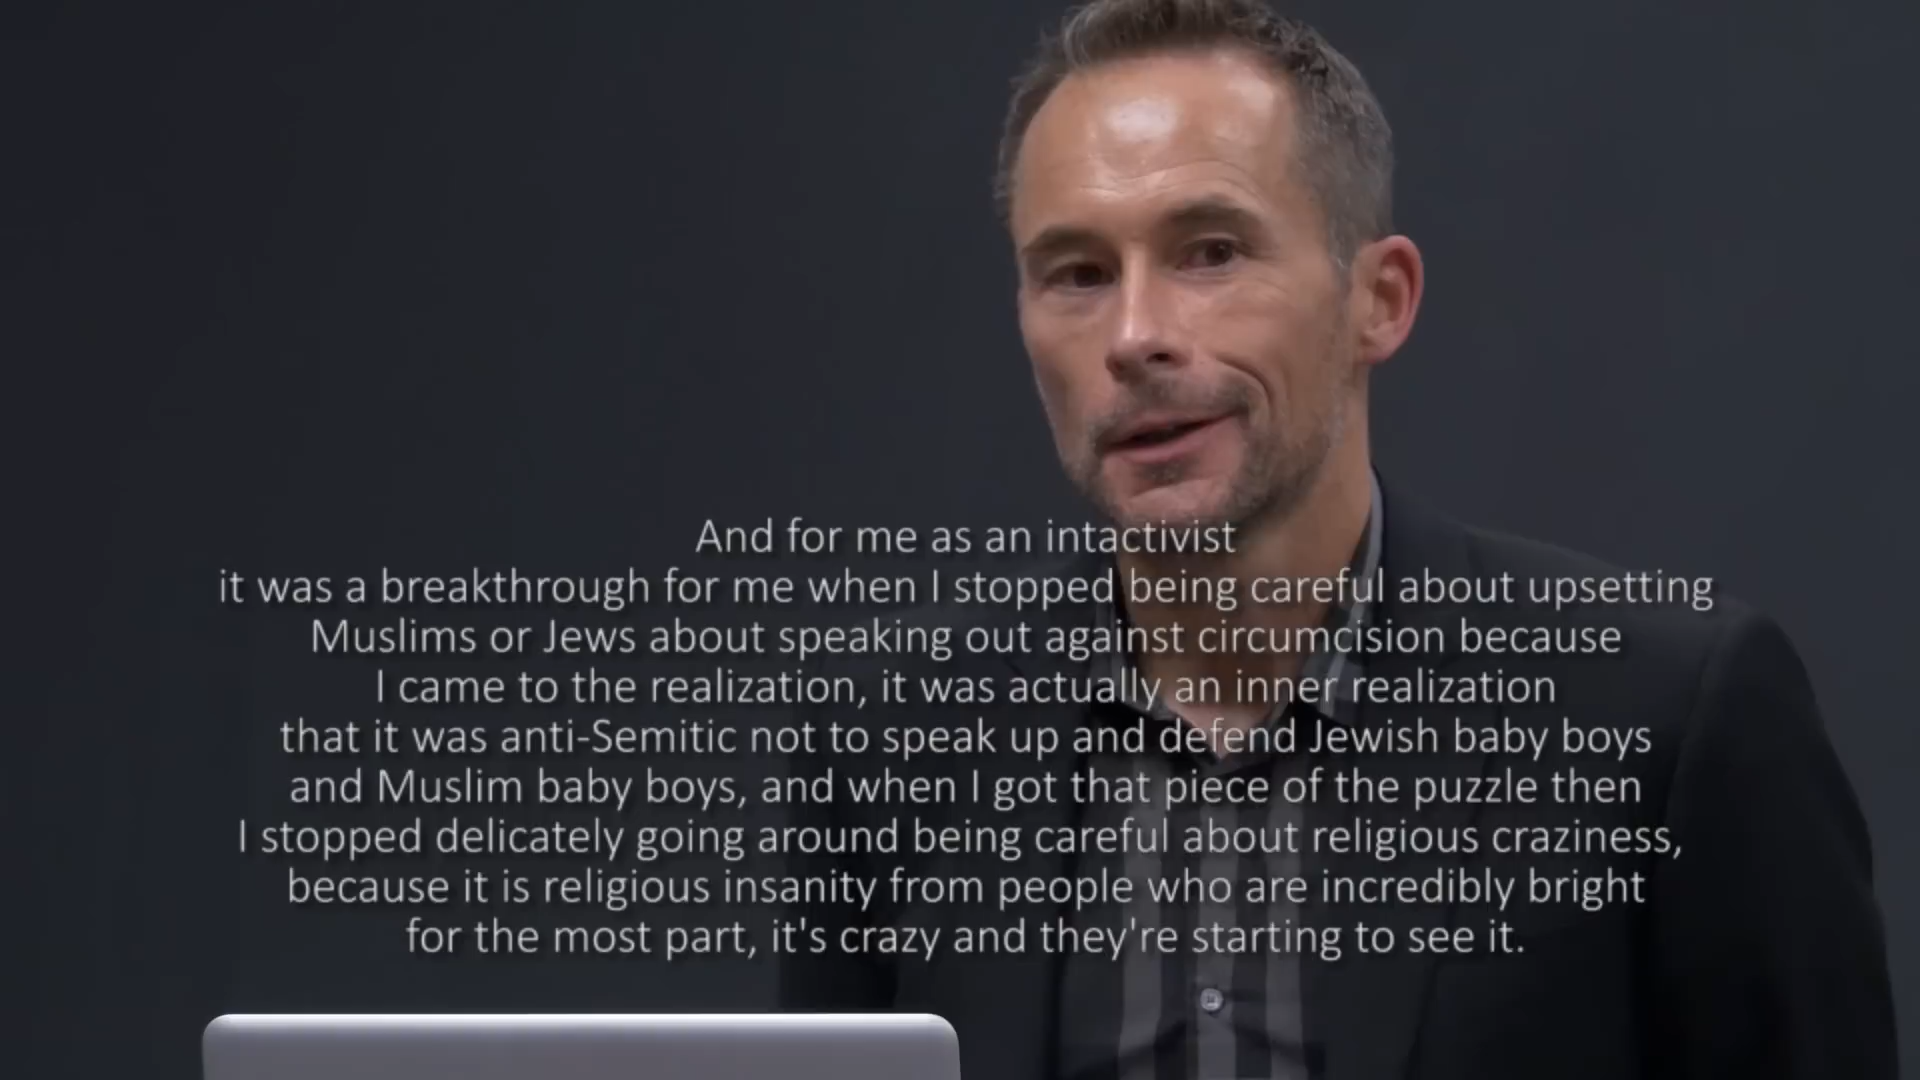 And for me as an intactivist
it was a breakthrough for me when I stopped being careful about upsetting
Muslims or Jews about speaking out against circumcision because
I came to the realization, it was actually an inner realization
that it was anti-Semitic not to speak up and defend Jewish baby boys
and Muslim baby boys, and when I got that piece of the puzzle then
I stopped delicately going around being careful about religious craziness,
because it is religious insanity from people who are incredibly bright
for the most part, it's crazy and they're starting to see it.